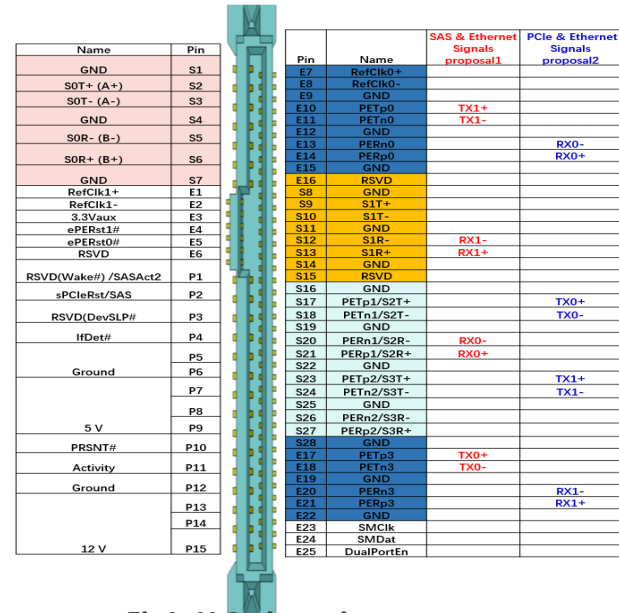 Name Pin
GND S1
S0T+ (A+) S2
S0T- (A-) S3
GND S4
S0R- (B-) S5
S0R+ (B+) S6
GND S7
RefClk1+ E1
RefClk1- E2
3.3Vaux E3
ePERst1# E4
ePERst0# E5
RSVD E6
RSVD(Wake#) /SASAct2 P1
sPCIeRst/SAS P2
RSVD(DevSLP# P3
IfDet# P4
P5
Ground P6
P7
P8
5 V P9
PRSNT# P10
Activity P11
Ground P12
P13
P14
12 V P15
Pin Name SAS & Ethernet Signals proposal1 PCIe & Ethernet Signals proposal2
E7 RefClk0+
E8 RefClk0-
E9 GND
E10 PETp0 TX1+
E11 PETn0 TX1-
E12 GND
E13 PERn0 RX0-
E14 PERp0 RX0+
E15 GND
E16 RSVD
S8 GND
S9 S1T+
S10 S1T-
S11 GND
S12 S1R- RX1-
S13 S1R+ RX1+
S14 GND
S15 RSVD
S16 GND
S17 PETp1/S2T+ TX0+
S18 PETn1/S2T- TX0-
S19 GND
S20 PERn1/S2R- RX0-
S21 PERp1/S2R+ RX0+
S22 GND
S23 PETp2/S3T+ TX1+
S24 PETn2/S3T- TX1-
S25 GND
S26 PERn2/S3R-
S27 PERp2/S3R+
S28 GND
E17 PETp3 TX0+
E18 PETn3 TX0-
E19 GND
E20 PERn3 RX1-
E21 PERp3 RX1+
E22 GND
E23 SMClk
E24 SMDat
E25 DualPortEn